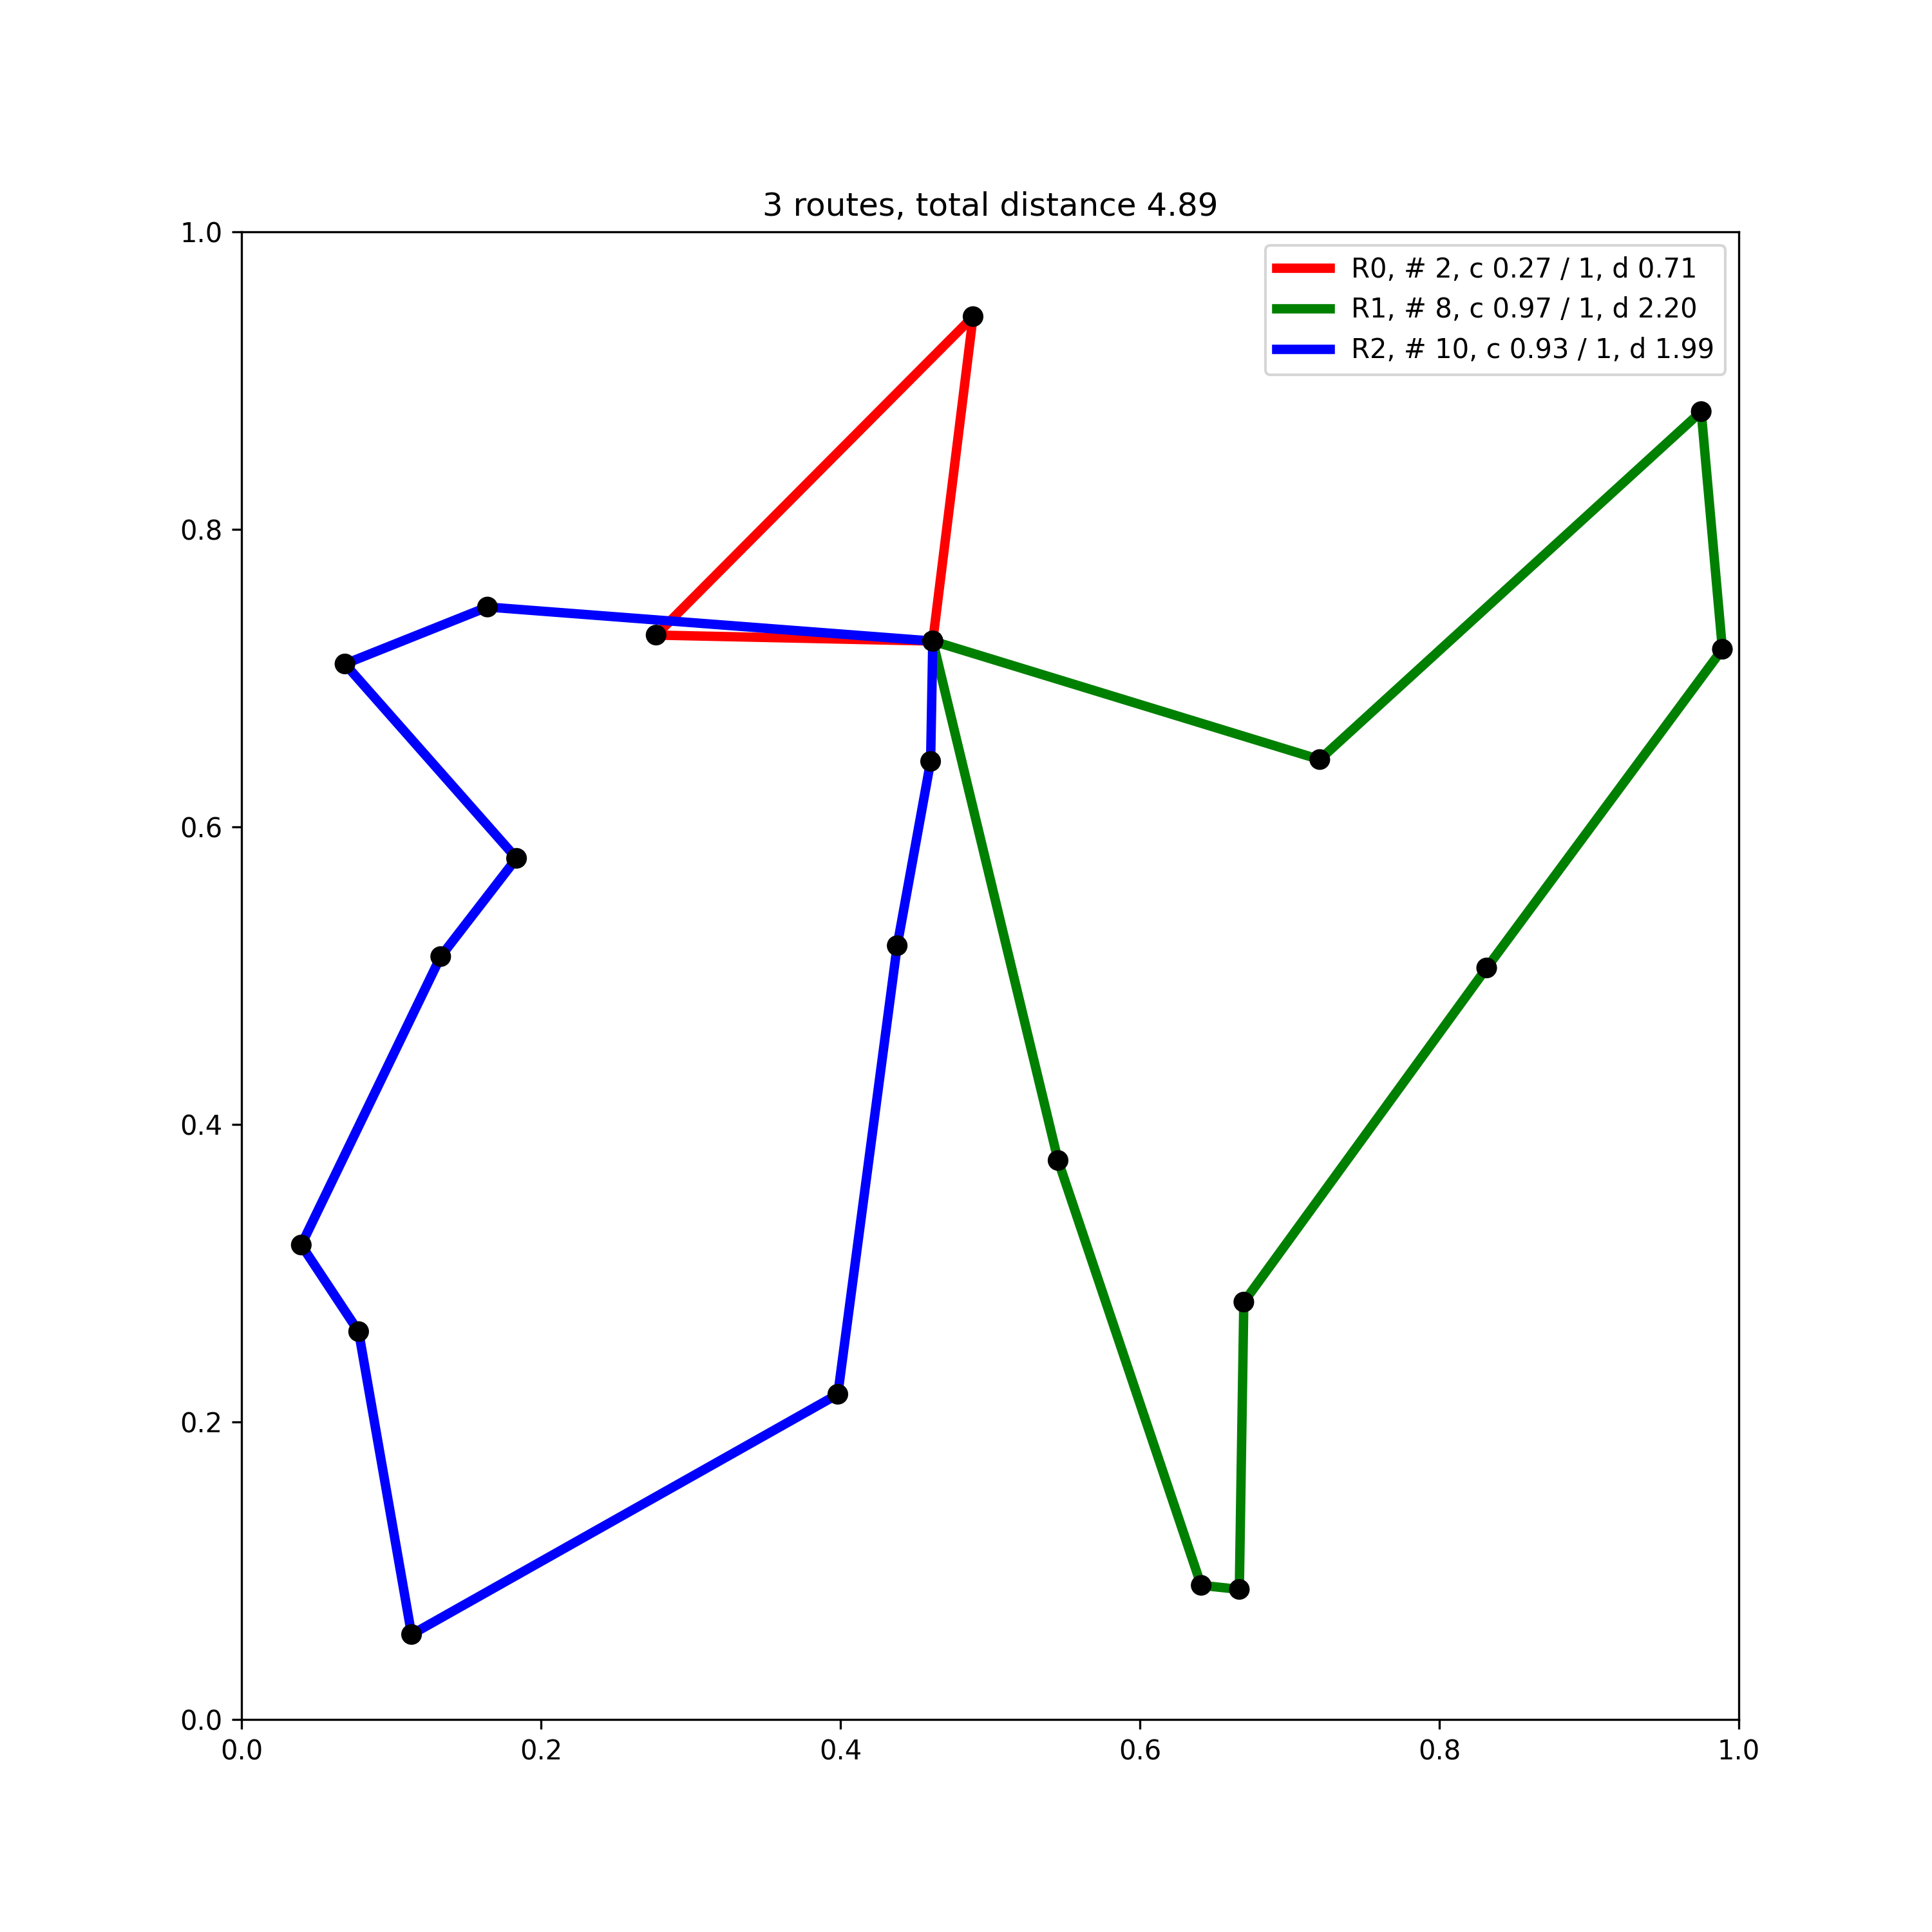 3 routes, total distance 4.89
R0, # 2, c 0.27 / 1, d 0.71
R1, # 8, c 0.97 / 1, d 2.20
R2, # 10, c 0.93 / 1, d 1.99
1.0
0.8
0.6
0.4
0.2
0.0
0.0 0.2 0.4 0.6 0.8 1.0